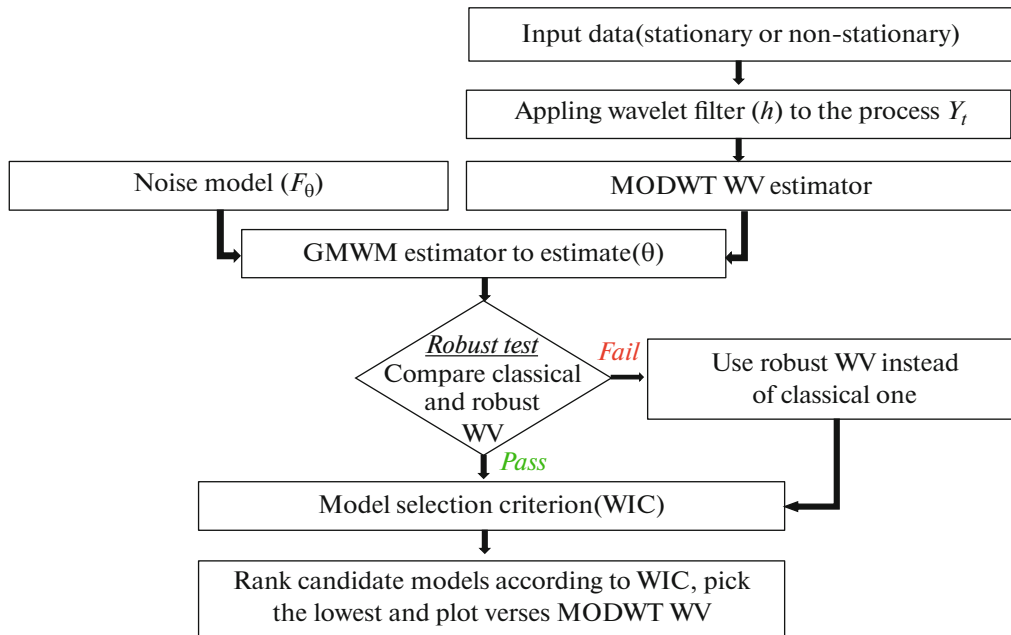 Input data(stationary or non-stationary)
Appling wavelet filter (h) to the process Yt
Noise model (Fθ)
MODWT WV estimator
GMWM estimator to estimate(θ)
Robust test
Compare classical
and robust
WV
Fail
Use robust WV instead
of classical one
Pass
Model selection criterion(WIC)
Rank candidate models according to WIC, pick
the lowest and plot verses MODWT WV